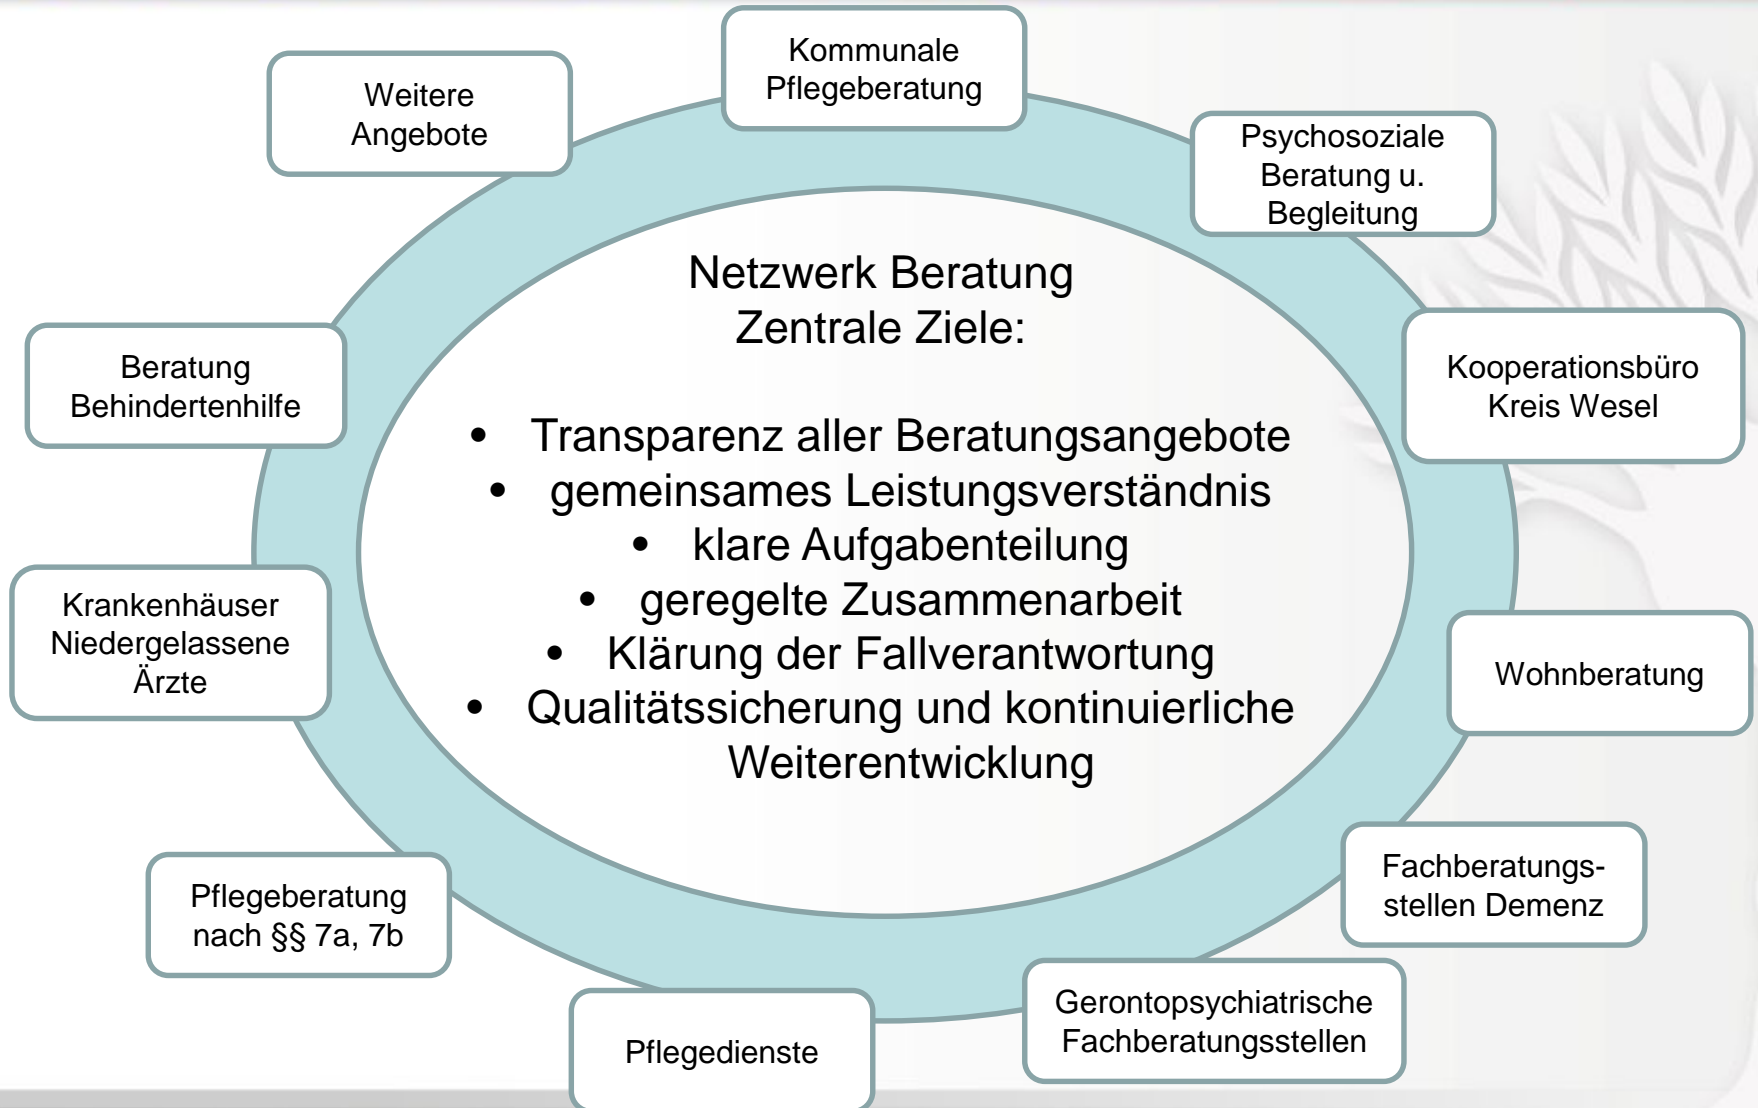 Kommunale
Pflegeberatung
Psychosoziale
Beratung u.
Begleitung
Kooperationsbüro
Kreis Wesel
Wohnberatung
Fachberatungs-
stellen Demenz
Gerontopsychiatrische
Fachberatungsstellen
Pflegedienste
Pflegeberatung
nach §§ 7a, 7b
Krankenhäuser
Niedergelassene
Ärzte
Beratung
Behindertenhilfe
Weitere
Angebote
Netzwerk Beratung
Zentrale Ziele:
• Transparenz aller Beratungsangebote
• gemeinsames Leistungsverständnis
• klare Aufgabenteilung
• geregelte Zusammenarbeit
• Klärung der Fallverantwortung
• Qualitätssicherung und kontinuierliche
Weiterentwicklung